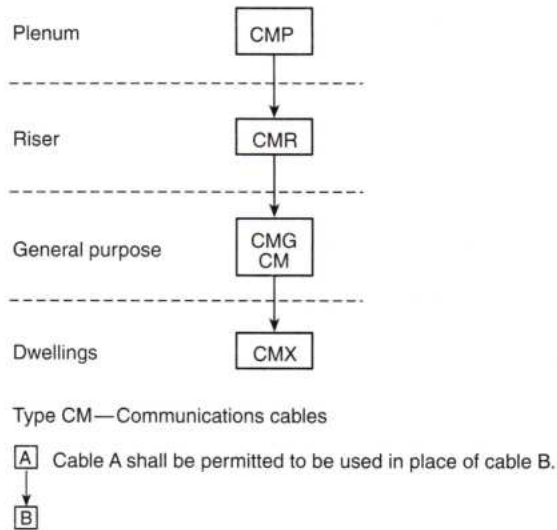 Plenum CMP
Riser CMR
General purpose CMG
CM
Dwellings CMX
Type CM—Communications cables
A Cable A shall be permitted to be used in place of cable B.
B